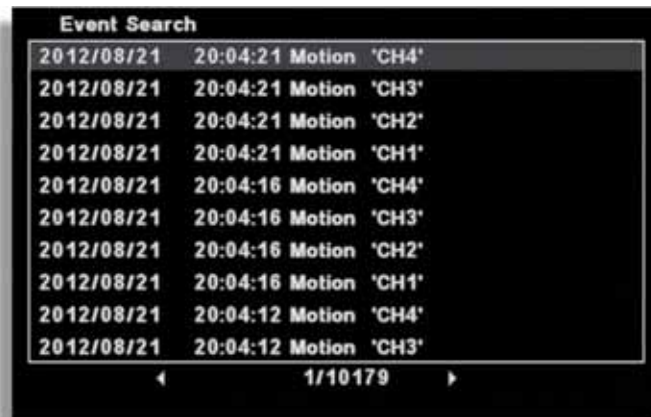 Event Search
2012/08/21 20:04:21 Motion 'CH4'
2012/08/21 20:04:21 Motion 'CH3'
2012/08/21 20:04:21 Motion 'CH2'
2012/08/21 20:04:21 Motion 'CH1'
2012/08/21 20:04:16 Motion 'CH4'
2012/08/21 20:04:16 Motion 'CH3'
2012/08/21 20:04:16 Motion 'CH2'
2012/08/21 20:04:16 Motion 'CH1'
2012/08/21 20:04:12 Motion 'CH4'
2012/08/21 20:04:12 Motion 'CH3'
1/10179